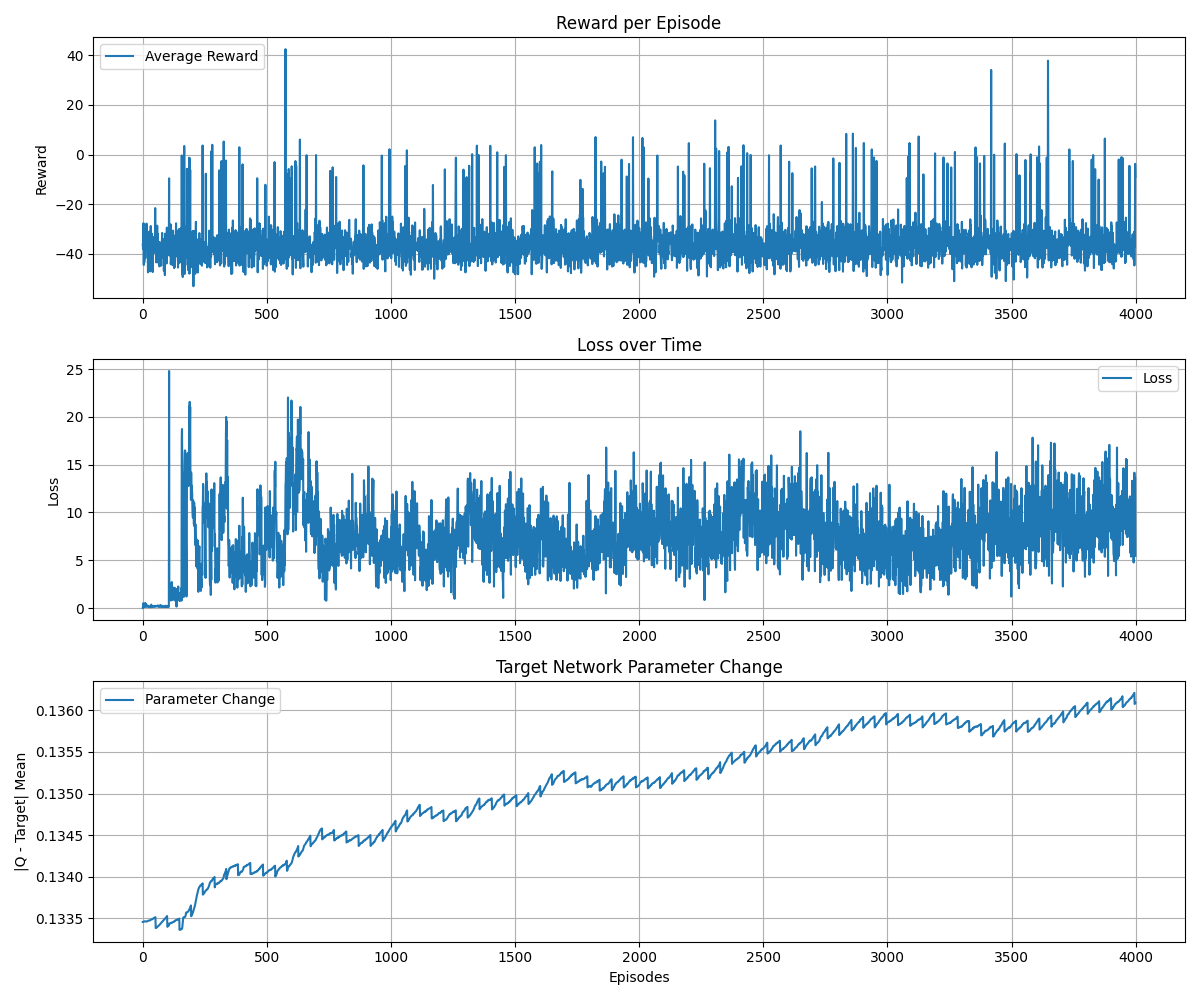 Reward per Episode
Average Reward
Reward
40
20
0
−20
−40
0 500 1000 1500 2000 2500 3000 3500 4000
Loss over Time
Loss
Loss
25
20
15
10
5
0
0 500 1000 1500 2000 2500 3000 3500 4000
Target Network Parameter Change
Parameter Change
|Q - Target| Mean
0.1360
0.1355
0.1350
0.1345
0.1340
0.1335
0 500 1000 1500 2000 2500 3000 3500 4000
Episodes